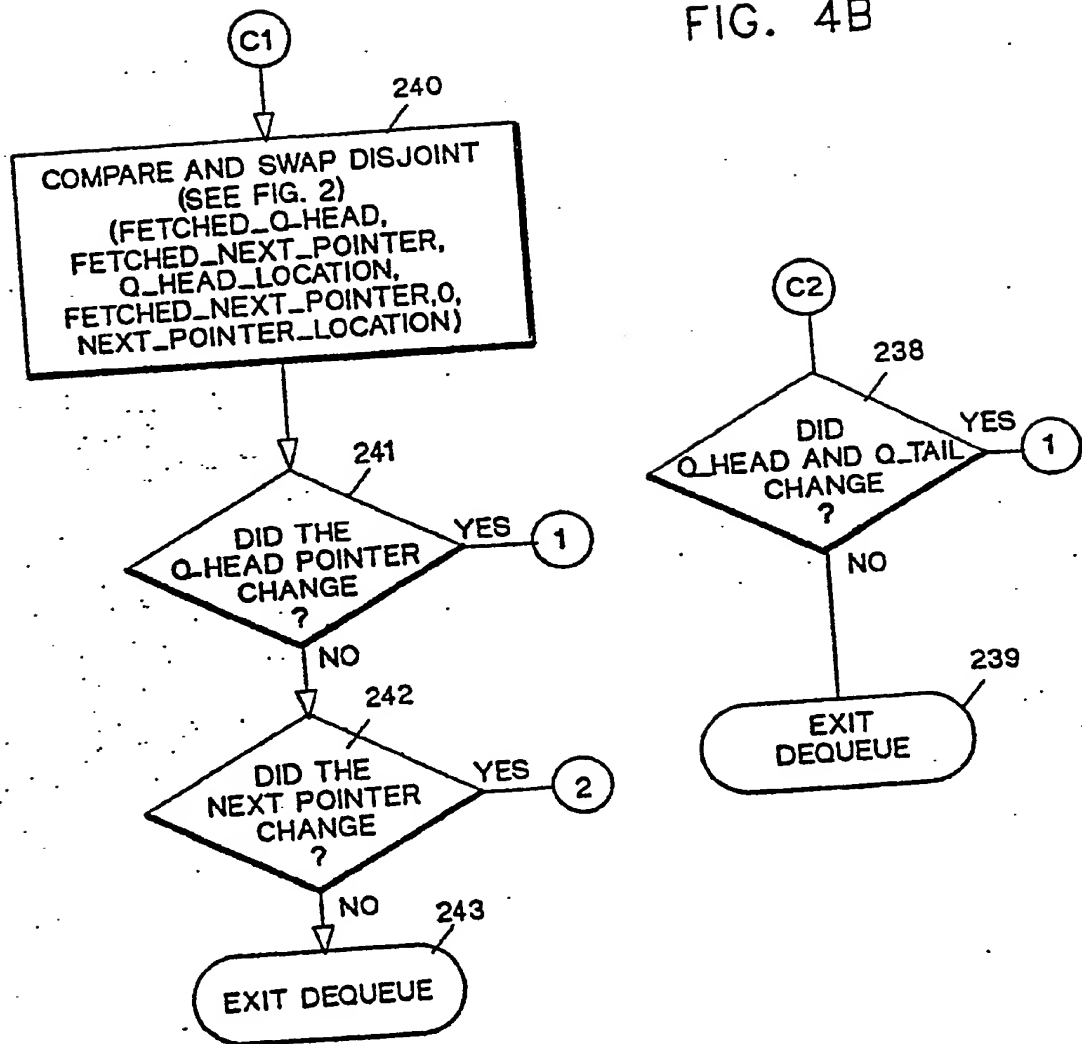 FIG. 4B
C1
240
COMPARE AND SWAP DISJOINT
(SEE FIG. 2)
(FETCHED_Q_HEAD,
FETCHED_NEXT_POINTER,
Q_HEAD_LOCATION,
FETCHED_NEXT_POINTER,0,
NEXT_POINTER_LOCATION)
241
DID THE
Q_HEAD POINTER
CHANGE
?
YES
1
NO
242
DID THE
NEXT POINTER
CHANGE
?
YES
2
NO
243
EXIT DEQUEUE
C2
238
DID
Q_HEAD AND Q_TAIL
CHANGE
?
YES
1
NO
239
EXIT
DEQUEUE